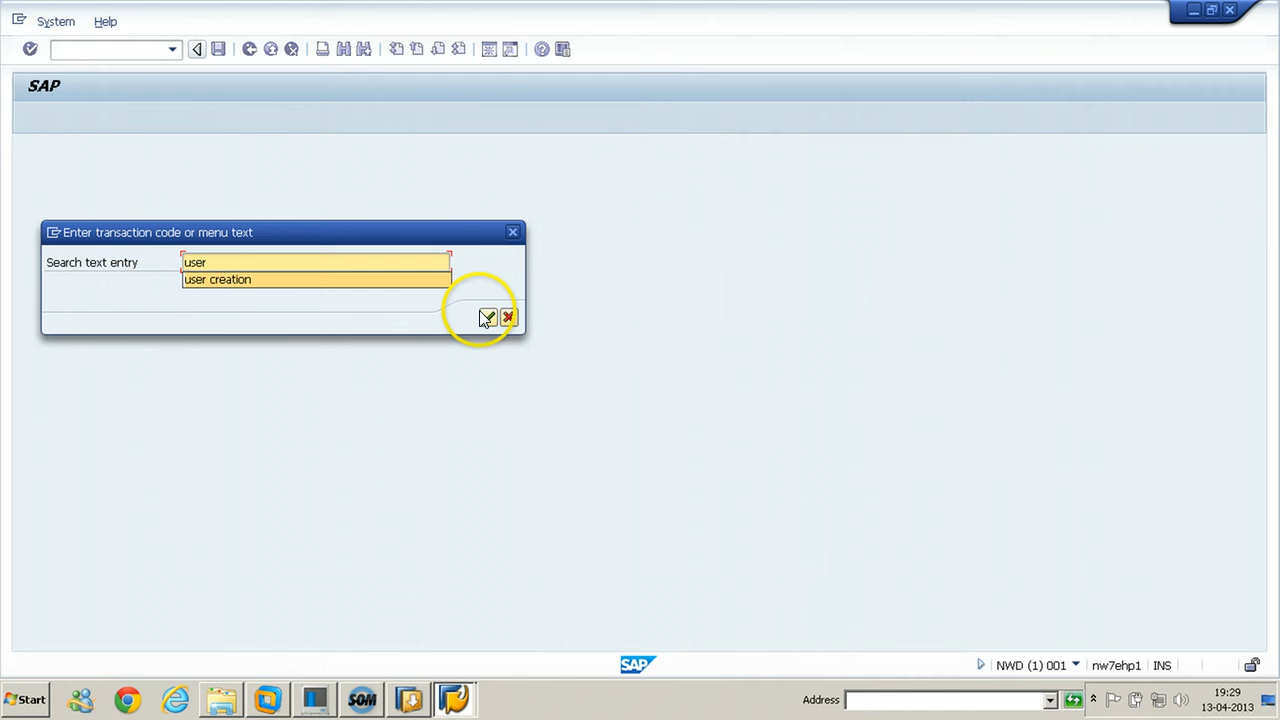 System Help
SAP
Enter transaction code or menu text
Search text entry user
user creation
SAP NWD (1) 001 nw7ehp1 INS
Start SOM Address 19:29
13-04-2013